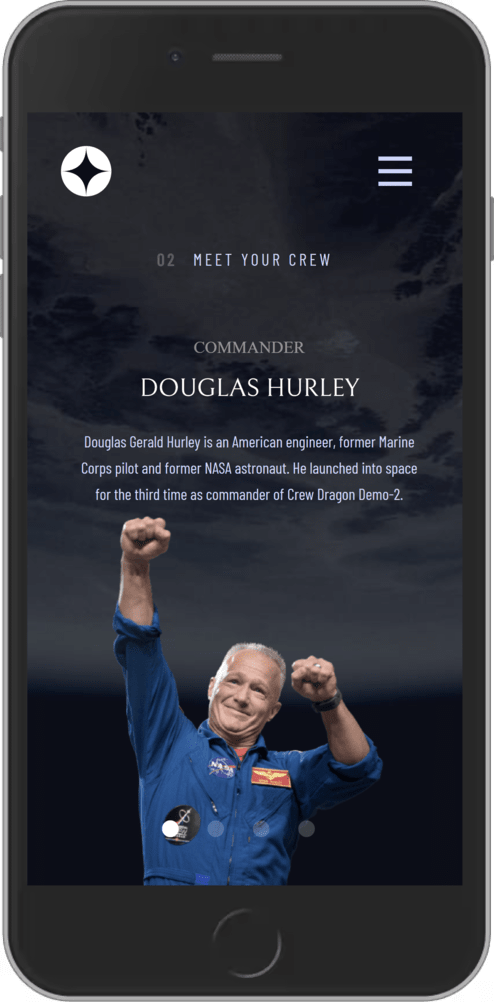 02 MEET YOUR CREW
COMMANDER
DOUGLAS HURLEY
Douglas Gerald Hurley is an American engineer, former Marine
Corps pilot and former NASA astronaut. He launched into space
for the third time as commander of Crew Dragon Demo-2.
NASA